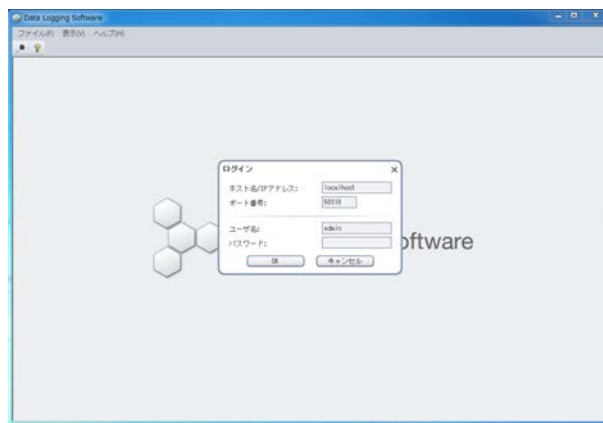 Data Logging Software
ファイル(F) 表示(V) ヘルプ(H)
ログイン
ホスト名/IPアドレス: localhost
ポート番号:
ユーザ名: admin
パスワード:
OK キャンセル
oftware